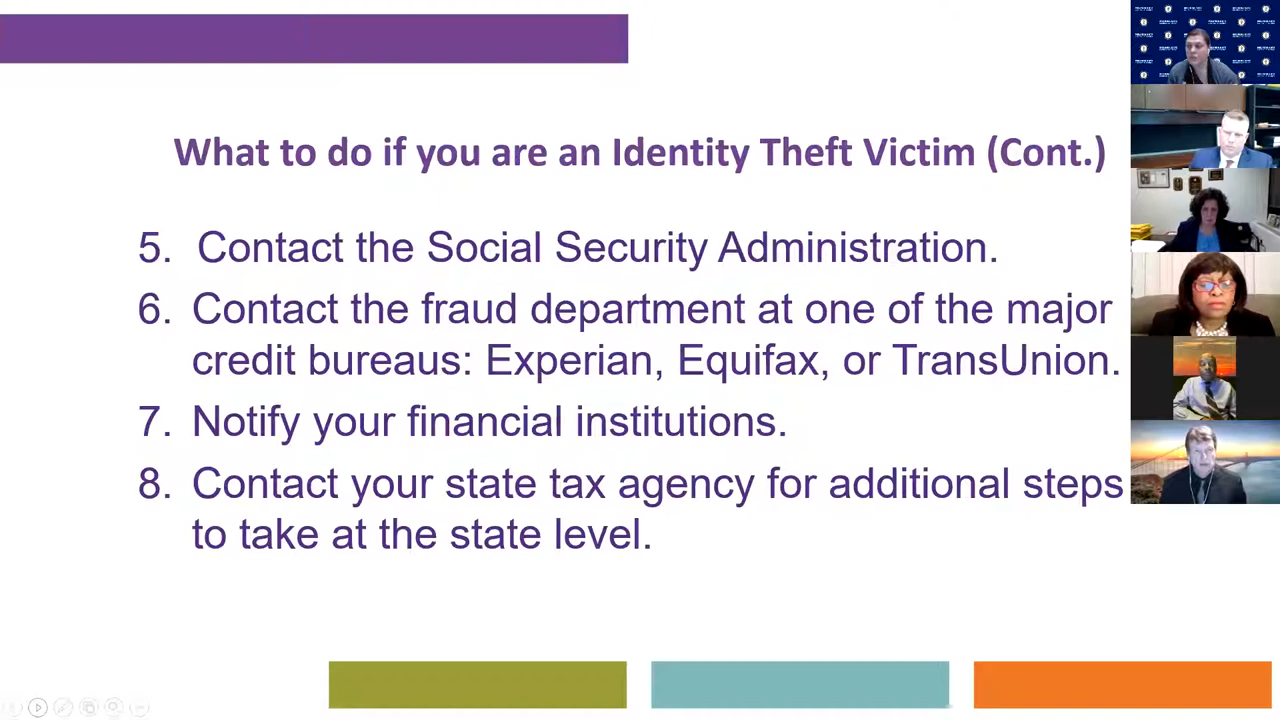 What to do if you are an Identity Theft Victim (Cont.)
5. Contact the Social Security Administration.
6. Contact the fraud department at one of the major
credit bureaus: Experian, Equifax, or TransUnion.
7. Notify your financial institutions.
8. Contact your state tax agency for additional steps
to take at the state level.